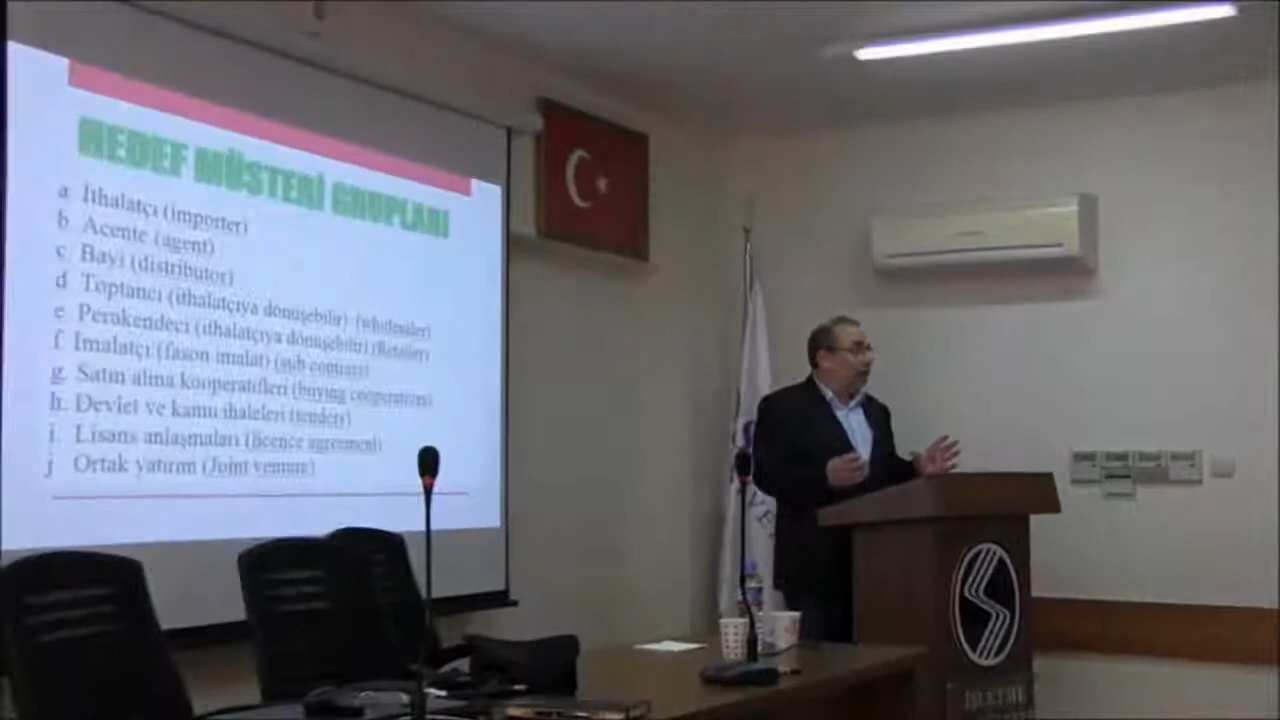 HEDEF MÜŞTERİ GRUPLARI
a İthalatçı (importer)
b Acente (agent)
c. Bayi (distributor)
d Toptancı (ithalatçıya dönüşebilir) (wholesaler)
e Perakendeci (ithalatçıya dönüşebilir) (Retailer)
f İmalatçı (fason imalat) (sub contract)
g. Satın alma kooperatifleri (buying cooperations)
h. Devlet ve kamu ihaleleri (tenders)
i. Lisans anlaşmaları (licence agreement)
j Ortak yatırım (Joint venture)
İŞLETME